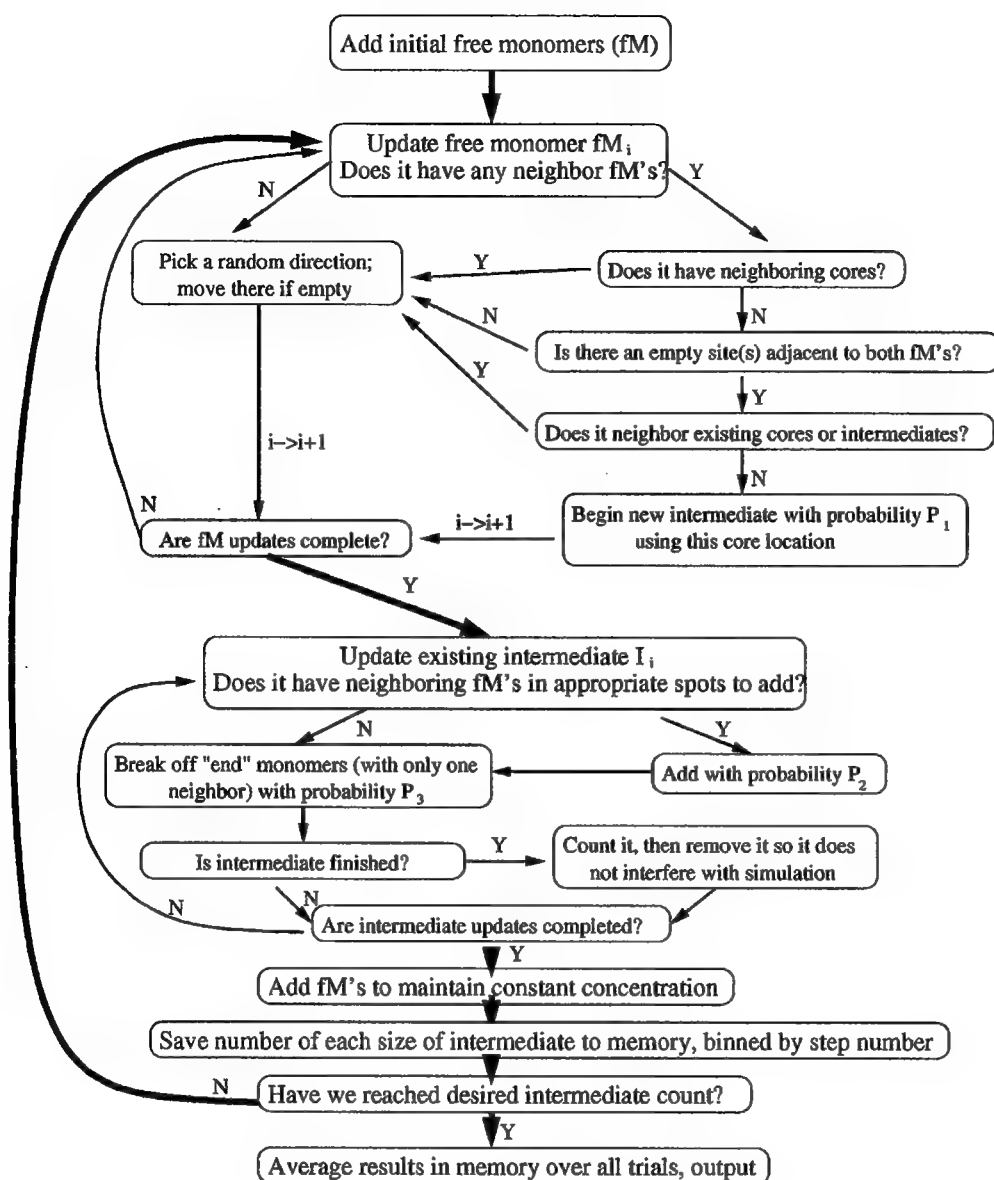 Add initial free monomers (fM)
Update free monomer fM i
Does it have any neighbor fM's?
N
Y
Pick a random direction;
move there if empty
Y
Does it have neighboring cores?
N
N
Is there an empty site(s) adjacent to both fM's?
Y
Y
Does it neighbor existing cores or intermediates?
i->i+1
N
N
Begin new intermediate with probability P 1
using this core location
i->i+1
Are fM updates complete?
Y
Update existing intermediate I i
Does it have neighboring fM's in appropriate spots to add?
N
Y
Break off "end" monomers (with only one
neighbor) with probability P3
Add with probability P2
Is intermediate finished?
Y
Count it, then remove it so it does
not interfere with simulation
N
N
Are intermediate updates completed?
Y
Add fM's to maintain constant concentration
Save number of each size of intermediate to memory, binned by step number
N
Have we reached desired intermediate count?
Y
Average results in memory over all trials, output